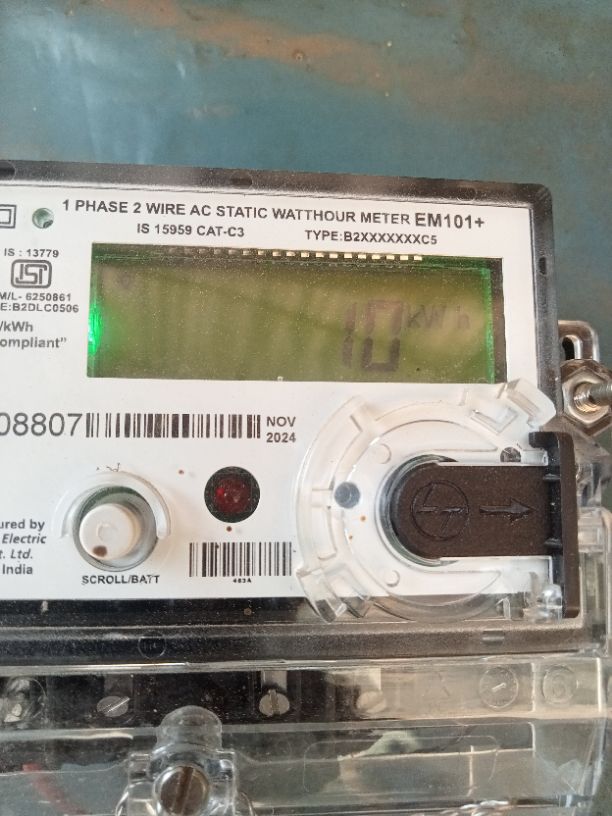 1 PHASE 2 WIRE AC STATIC WATTHOUR METER EM101+
IS 15959 CAT-C3 TYPE:B2XXXXXXXC5
IS : 13779
M/L- 6250861
E:B2DLC0506
/kWh
ompliant"
10 kWh
08807
NOV
2024
ured by
Electric
t. Ltd.
India
SCROLL/BATT
483A